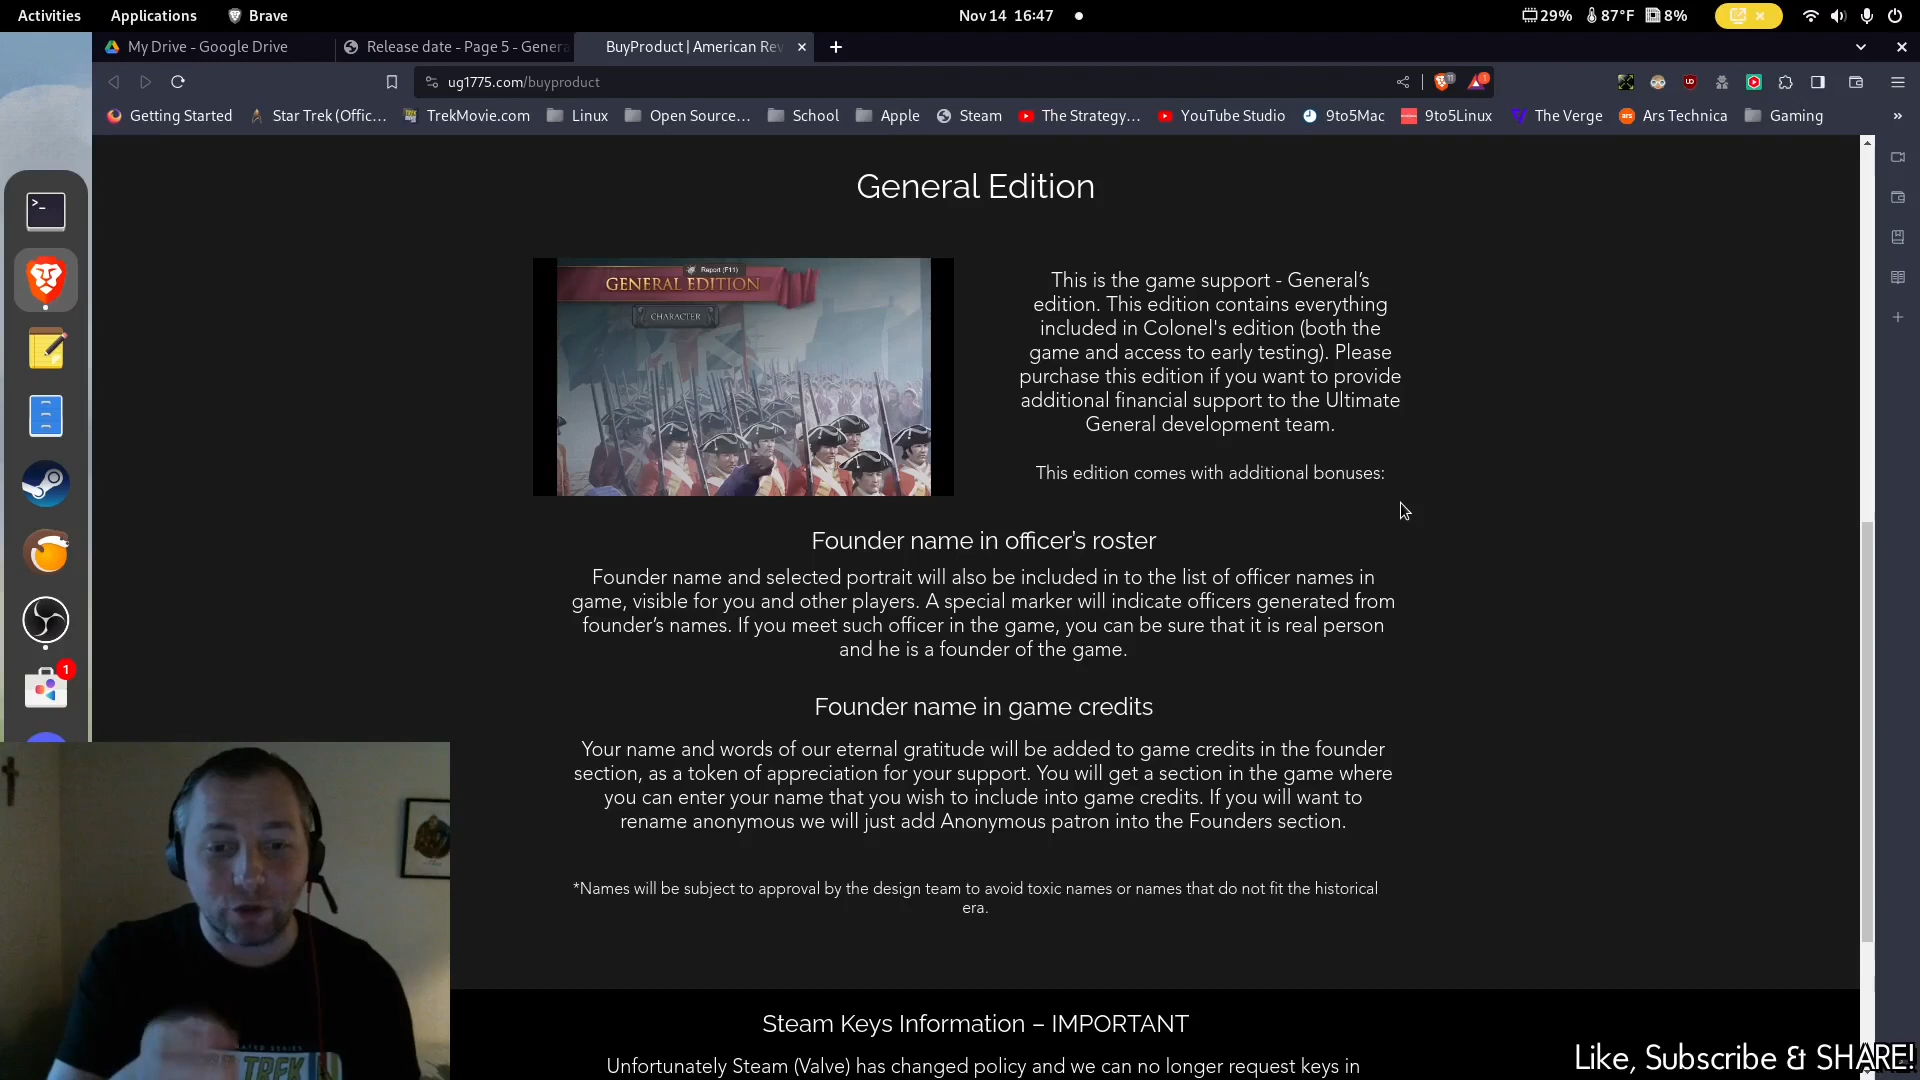 Activities
Applications
Brave
Nov 14 16:47
29%
87°F
8%
My Drive - Google Drive
Release date - Page 5 - Genera
BuyProduct | American Rev
ug1775.com/buyproduct
Getting Started
Star Trek (Offic...
TrekMovie.com
Linux
Open Source...
School
Apple
Steam
The Strategy...
YouTube Studio
9to5Mac
9to5Linux
The Verge
Ars Technica
Gaming
General Edition
Report (F11)
GENERAL EDITION
CHARACTER
This is the game support - General’s
edition. This edition contains everything
included in Colonel's edition (both the
game and access to early testing). Please
purchase this edition if you want to provide
additional financial support to the Ultimate
General development team.
This edition comes with additional bonuses:
Founder name in officer’s roster
Founder name and selected portrait will also be included in to the list of officer names in
game, visible for you and other players. A special marker will indicate officers generated from
founder’s names. If you meet such officer in the game, you can be sure that it is real person
and he is a founder of the game.
Founder name in game credits
Your name and words of our eternal gratitude will be added to game credits in the founder
section, as a token of appreciation for your support. You will get a section in the game where
you can enter your name that you wish to include into game credits. If you will want to
rename anonymous we will just add Anonymous patron into the Founders section.
*Names will be subject to approval by the design team to avoid toxic names or names that do not fit the historical
era.
Steam Keys Information – IMPORTANT
Unfortunately Steam (Valve) has changed policy and we can no longer request keys in
1
TREK
Like, Subscribe & SHARE!